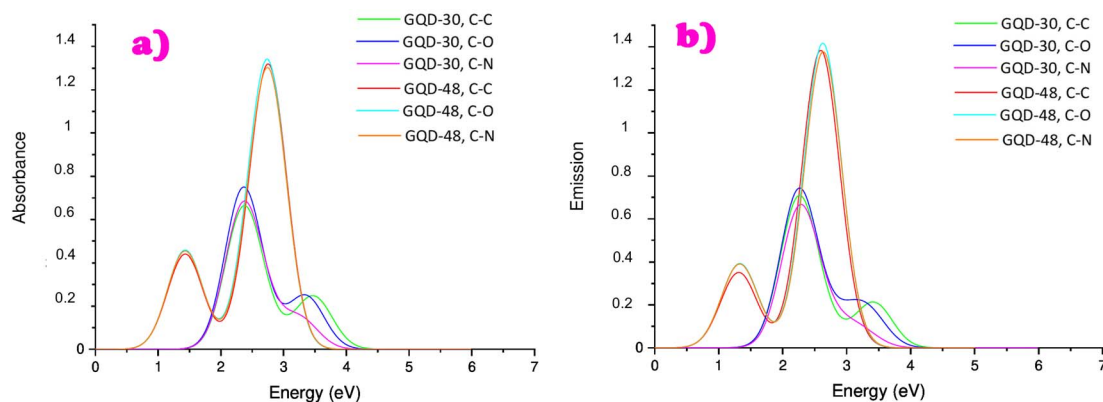 a)
GQD-30, C-C
GQD-30, C-O
GQD-30, C-N
GQD-48, C-C
GQD-48, C-O
GQD-48, C-N
1.4
1.2
1
0.8
0.6
0.4
0.2
0
Absorbance
0 1 2 3 4 5 6 7
Energy (eV)
b)
GQD-30, C-C
GQD-30, C-O
GQD-30, C-N
GQD-48, C-C
GQD-48, C-O
GQD-48, C-N
1.4
1.2
1
0.8
0.6
0.4
0.2
0
Emission
0 1 2 3 4 5 6 7
Energy (eV)